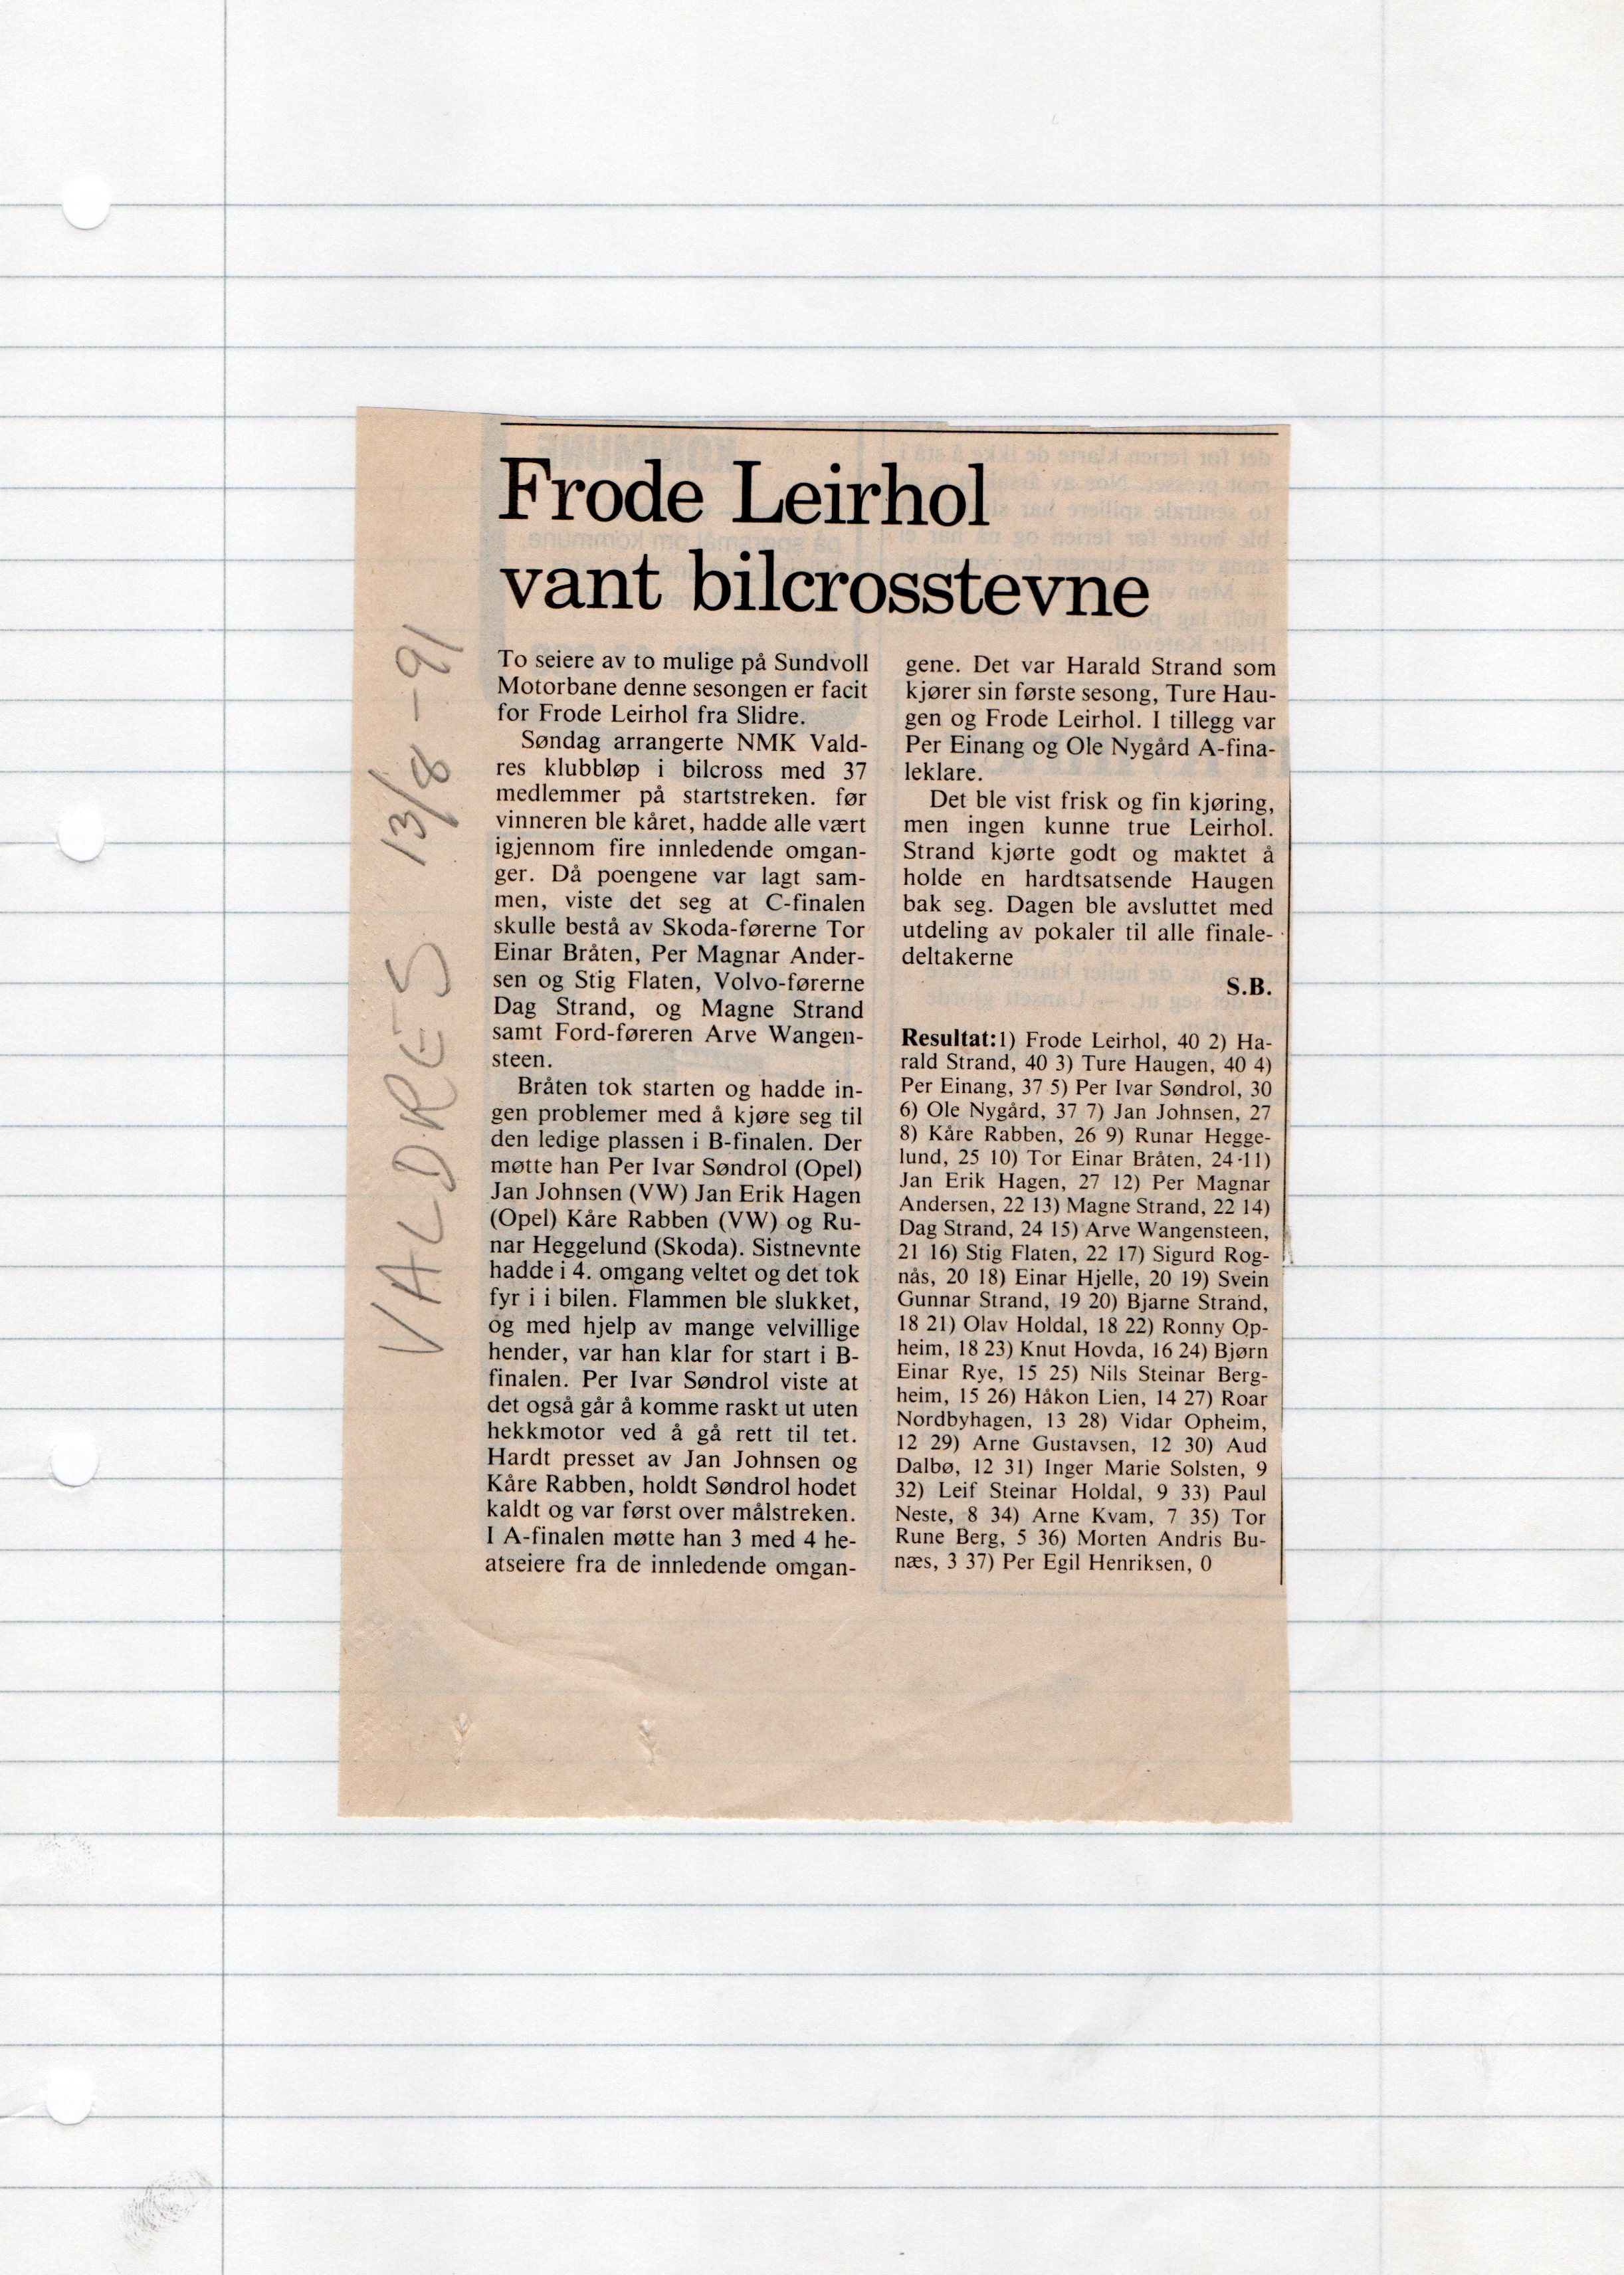 VALDRES 13/8 - 91
Frode Leirhol
vant bilcrosstevne
To seiere av to mulige på Sundvoll
Motorbane denne sesongen er facit
for Frode Leirhol fra Slidre.
Søndag arrangerte NMK Vald-
res klubbløp i bilcross med 37
medlemmer på startstreken. før
vinneren ble kåret, hadde alle vært
igjennom fire innledende omgan-
ger. Då poengene var lagt sam-
men, viste det seg at C-finalen
skulle bestå av Skoda-førerne Tor
Einar Bråten, Per Magnar Ander-
sen og Stig Flaten, Volvo-førerne
Dag Strand, og Magne Strand
samt Ford-føreren Arve Wangen-
steen.
Bråten tok starten og hadde in-
gen problemer med å kjøre seg til
den ledige plassen i B-finalen. Der
møtte han Per Ivar Søndrol (Opel)
Jan Johnsen (VW) Jan Erik Hagen
(Opel) Kåre Rabben (VW) og Ru-
nar Heggelund (Skoda). Sistnevnte
hadde i 4. omgang veltet og det tok
fyr i i bilen. Flammen ble slukket,
og med hjelp av mange velvillige
hender, var han klar for start i B-
finalen. Per Ivar Søndrol viste at
det også går å komme raskt ut uten
hekkmotor ved å gå rett til tet.
Hardt presset av Jan Johnsen og
Kåre Rabben, holdt Søndrol hodet
kaldt og var først over målstreken.
I A-finalen møtte han 3 med 4 he-
atseiere fra de innledende omgan-
gene. Det var Harald Strand som
kjører sin første sesong, Ture Hau-
gen og Frode Leirhol. I tillegg var
Per Einang og Ole Nygård A-fina-
leklare.
Det ble vist frisk og fin kjøring,
men ingen kunne true Leirhol.
Strand kjørte godt og maktet å
holde en hardtsatsende Haugen
bak seg. Dagen ble avsluttet med
utdeling av pokaler til alle finale-
deltakerne
S.B.
Resultat:1) Frode Leirhol, 40 2) Ha-
rald Strand, 40 3) Ture Haugen, 40 4)
Per Einang, 37 5) Per Ivar Søndrol, 30
6) Ole Nygård, 37 7) Jan Johnsen, 27
8) Kåre Rabben, 26 9) Runar Hegge-
lund, 25 10) Tor Einar Bråten, 24 11)
Jan Erik Hagen, 27 12) Per Magnar
Andersen, 22 13) Magne Strand, 22 14)
Dag Strand, 24 15) Arve Wangensteen,
21 16) Stig Flaten, 22 17) Sigurd Rog-
nås, 20 18) Einar Hjelle, 20 19) Svein
Gunnar Strand, 19 20) Bjarne Strand,
18 21) Olav Holdal, 18 22) Ronny Op-
heim, 18 23) Knut Hovda, 16 24) Bjørn
Einar Rye, 15 25) Nils Steinar Berg-
heim, 15 26) Håkon Lien, 14 27) Roar
Nordbyhagen, 13 28) Vidar Opheim,
12 29) Arne Gustavsen, 12 30) Aud
Dalbø, 12 31) Inger Marie Solsten, 9
32) Leif Steinar Holdal, 9 33) Paul
Neste, 8 34) Arne Kvam, 7 35) Tor
Rune Berg, 5 36) Morten Andris Bu-
næs, 3 37) Per Egil Henriksen, 0